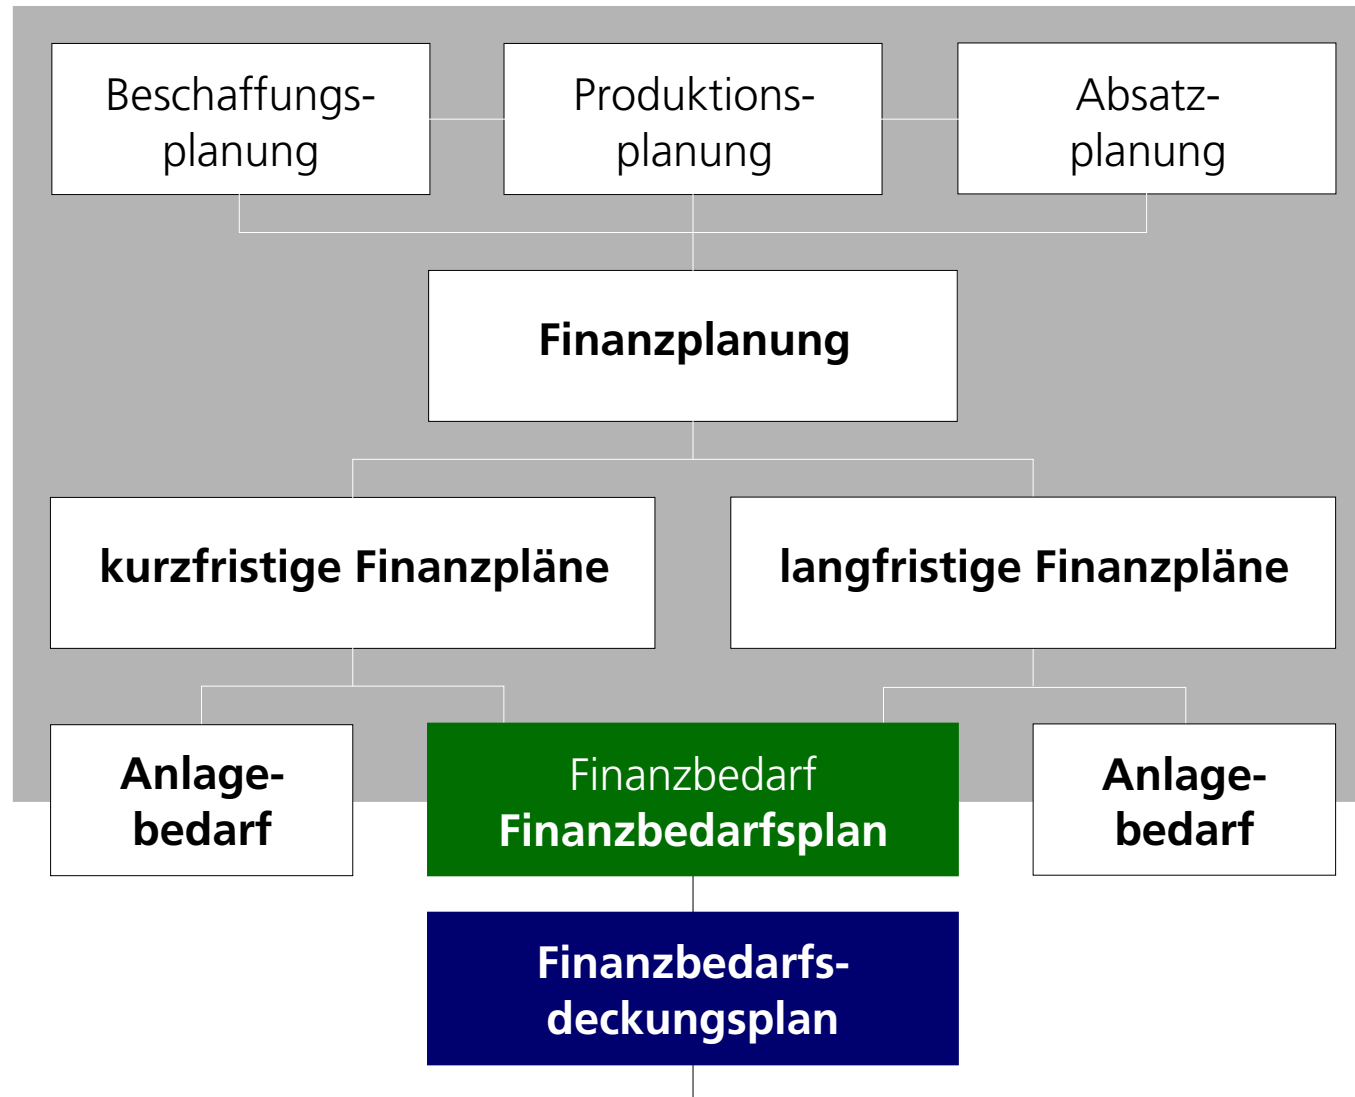 Beschaffungs-
planung
Produktions-
planung
Absatz-
planung
Finanzplanung
kurzfristige Finanzpläne
langfristige Finanzpläne
Anlage-
bedarf
Finanzbedarf
Finanzbedarfsplan
Anlage-
bedarf
Finanzbedarfs-
deckungsplan